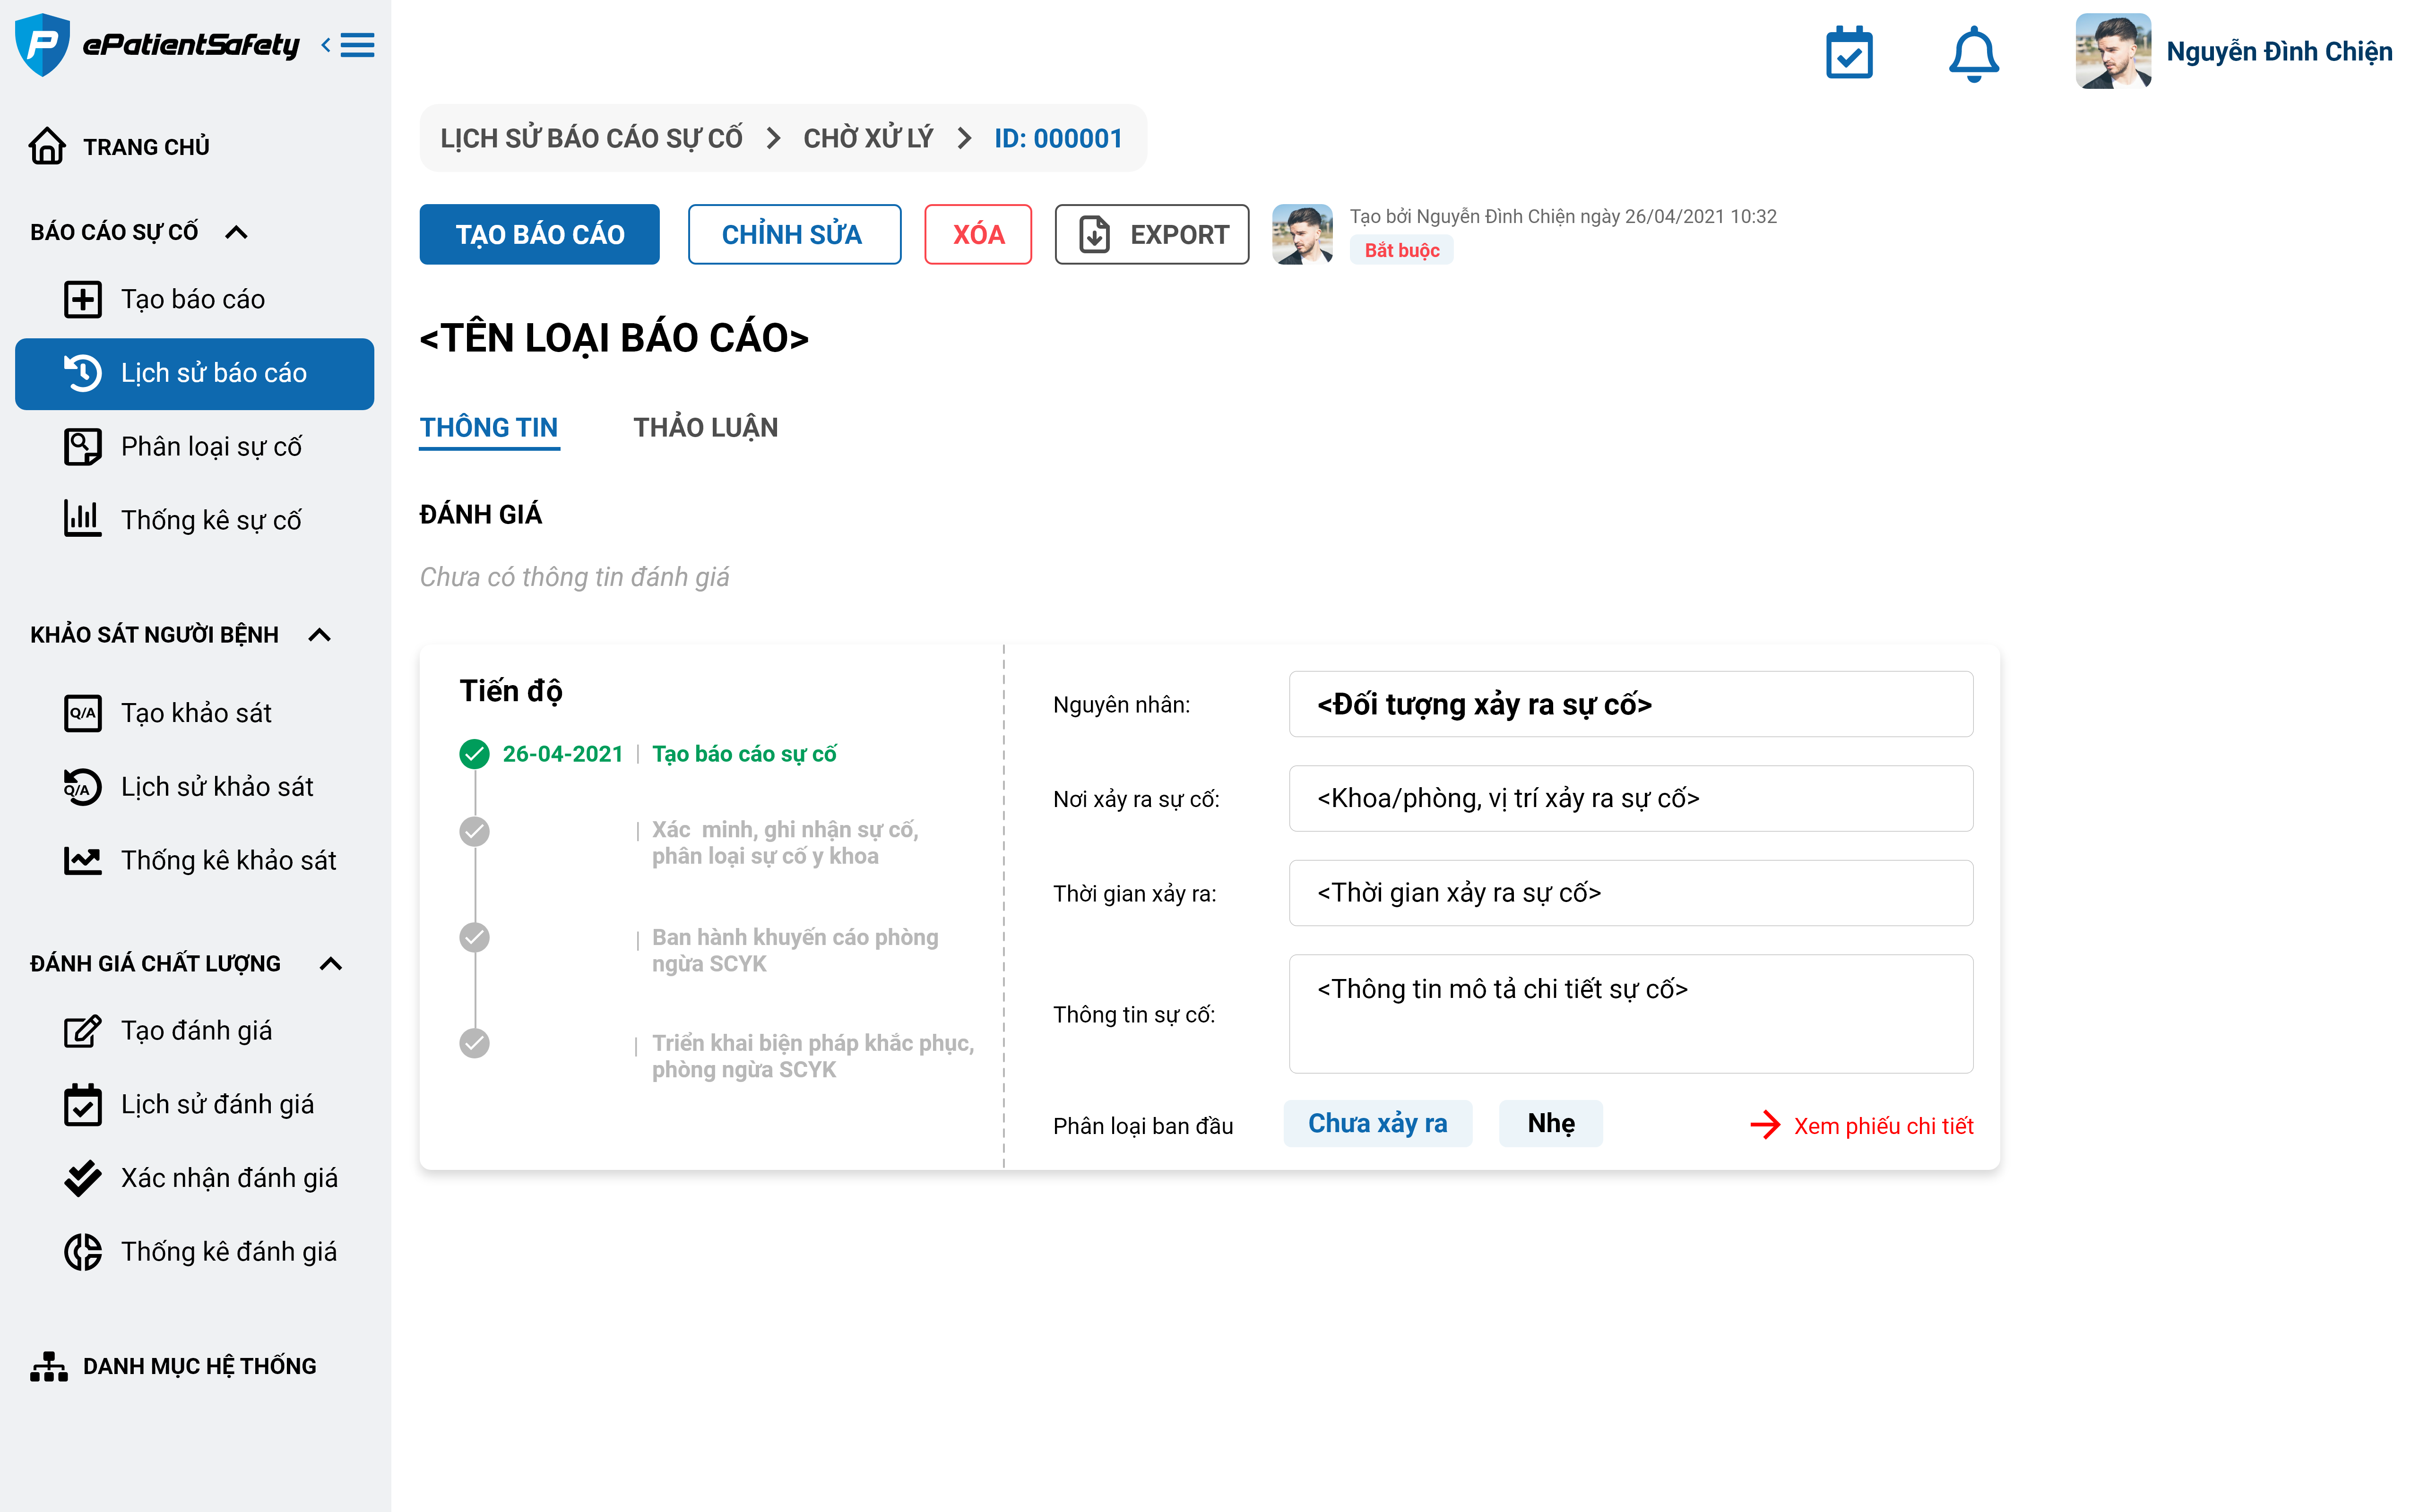 ePatientSafety
Nguyễn Đình Chiện
TRANG CHỦ
BÁO CÁO SỰ CỐ
Tạo báo cáo
Lịch sử báo cáo
Phân loại sự cố
Thống kê sự cố
KHẢO SÁT NGƯỜI BỆNH
Q/A Tạo khảo sát
Q/A Lịch sử khảo sát
Thống kê khảo sát
ĐÁNH GIÁ CHẤT LƯỢNG
Tạo đánh giá
Lịch sử đánh giá
Xác nhận đánh giá
Thống kê đánh giá
DANH MỤC HỆ THỐNG
LỊCH SỬ BÁO CÁO SỰ CỐ > CHỜ XỬ LÝ > ID: 000001
TẠO BÁO CÁO CHỈNH SỬA XÓA EXPORT
Tạo bởi Nguyễn Đình Chiện ngày 26/04/2021 10:32
Bắt buộc
<TÊN LOẠI BÁO CÁO>
THÔNG TIN THẢO LUẬN
ĐÁNH GIÁ
Chưa có thông tin đánh giá
Tiến độ
26-04-2021 | Tạo báo cáo sự cố
| Xác minh, ghi nhận sự cố,
phân loại sự cố y khoa
| Ban hành khuyến cáo phòng
ngừa SCYK
| Triển khai biện pháp khắc phục,
phòng ngừa SCYK
Nguyên nhân: <Đối tượng xảy ra sự cố>
Nơi xảy ra sự cố: <Khoa/phòng, vị trí xảy ra sự cố>
Thời gian xảy ra: <Thời gian xảy ra sự cố>
Thông tin sự cố: <Thông tin mô tả chi tiết sự cố>
Phân loại ban đầu Chưa xảy ra Nhẹ Xem phiếu chi tiết